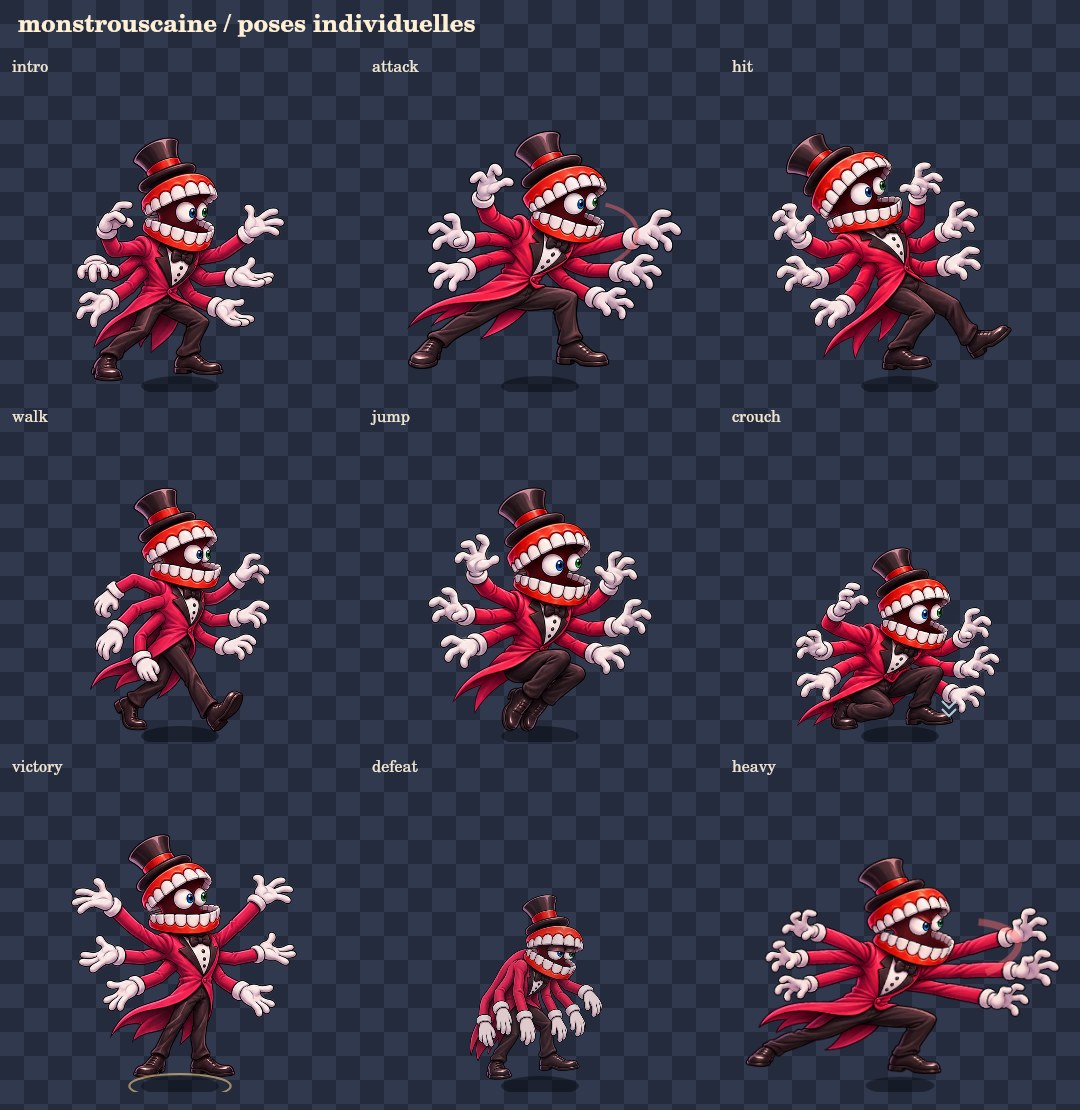 monstrouscaine / poses individuelles
intro
attack
hit
walk
jump
crouch
victory
defeat
heavy